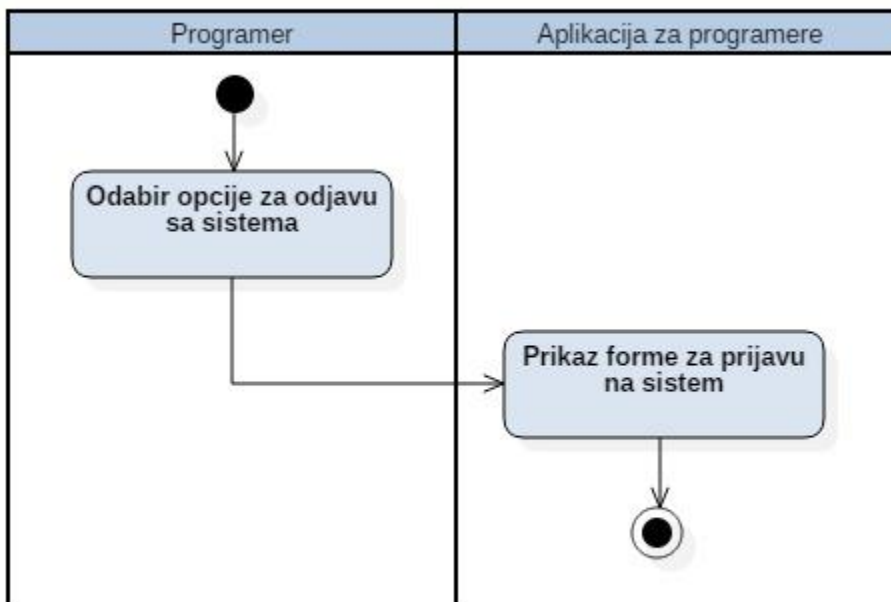 Programer
Aplikacija za programere
Odabir opcije za odjavu
sa sistema
Prikaz forme za prijavu
na sistem